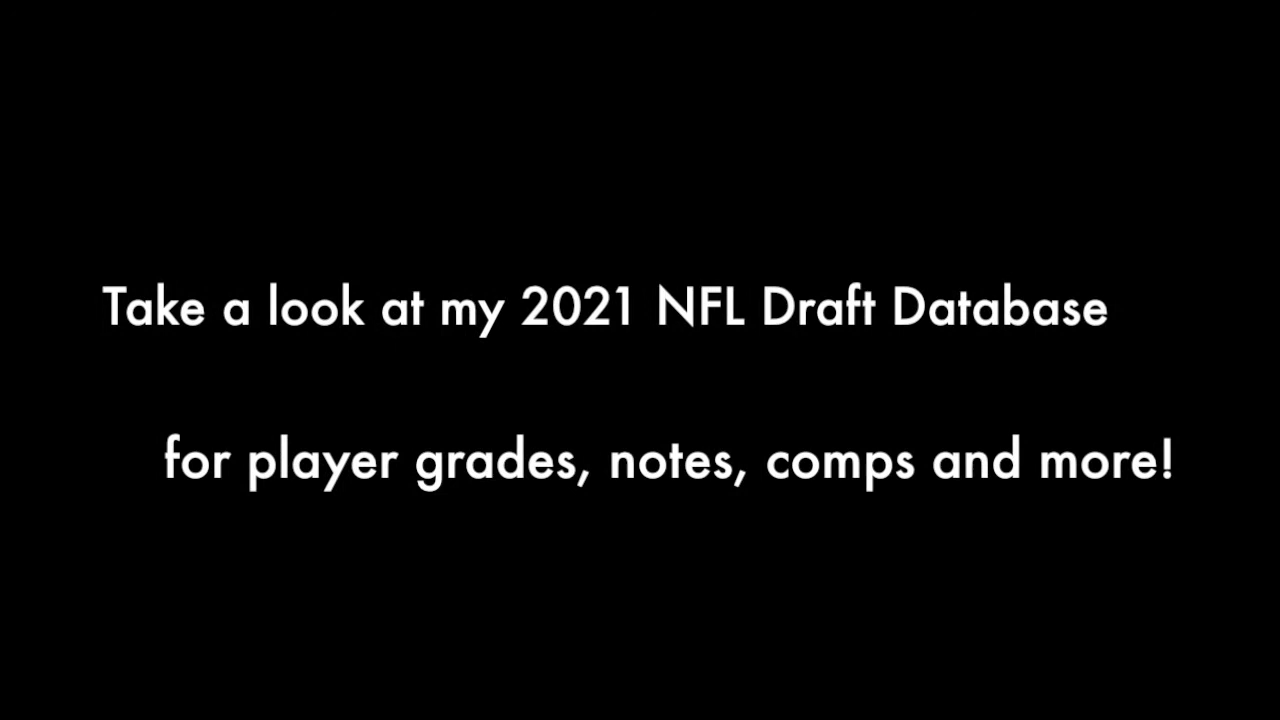 Take a look at my 2021 NFL Draft Database
for player grades, notes, comps and more!